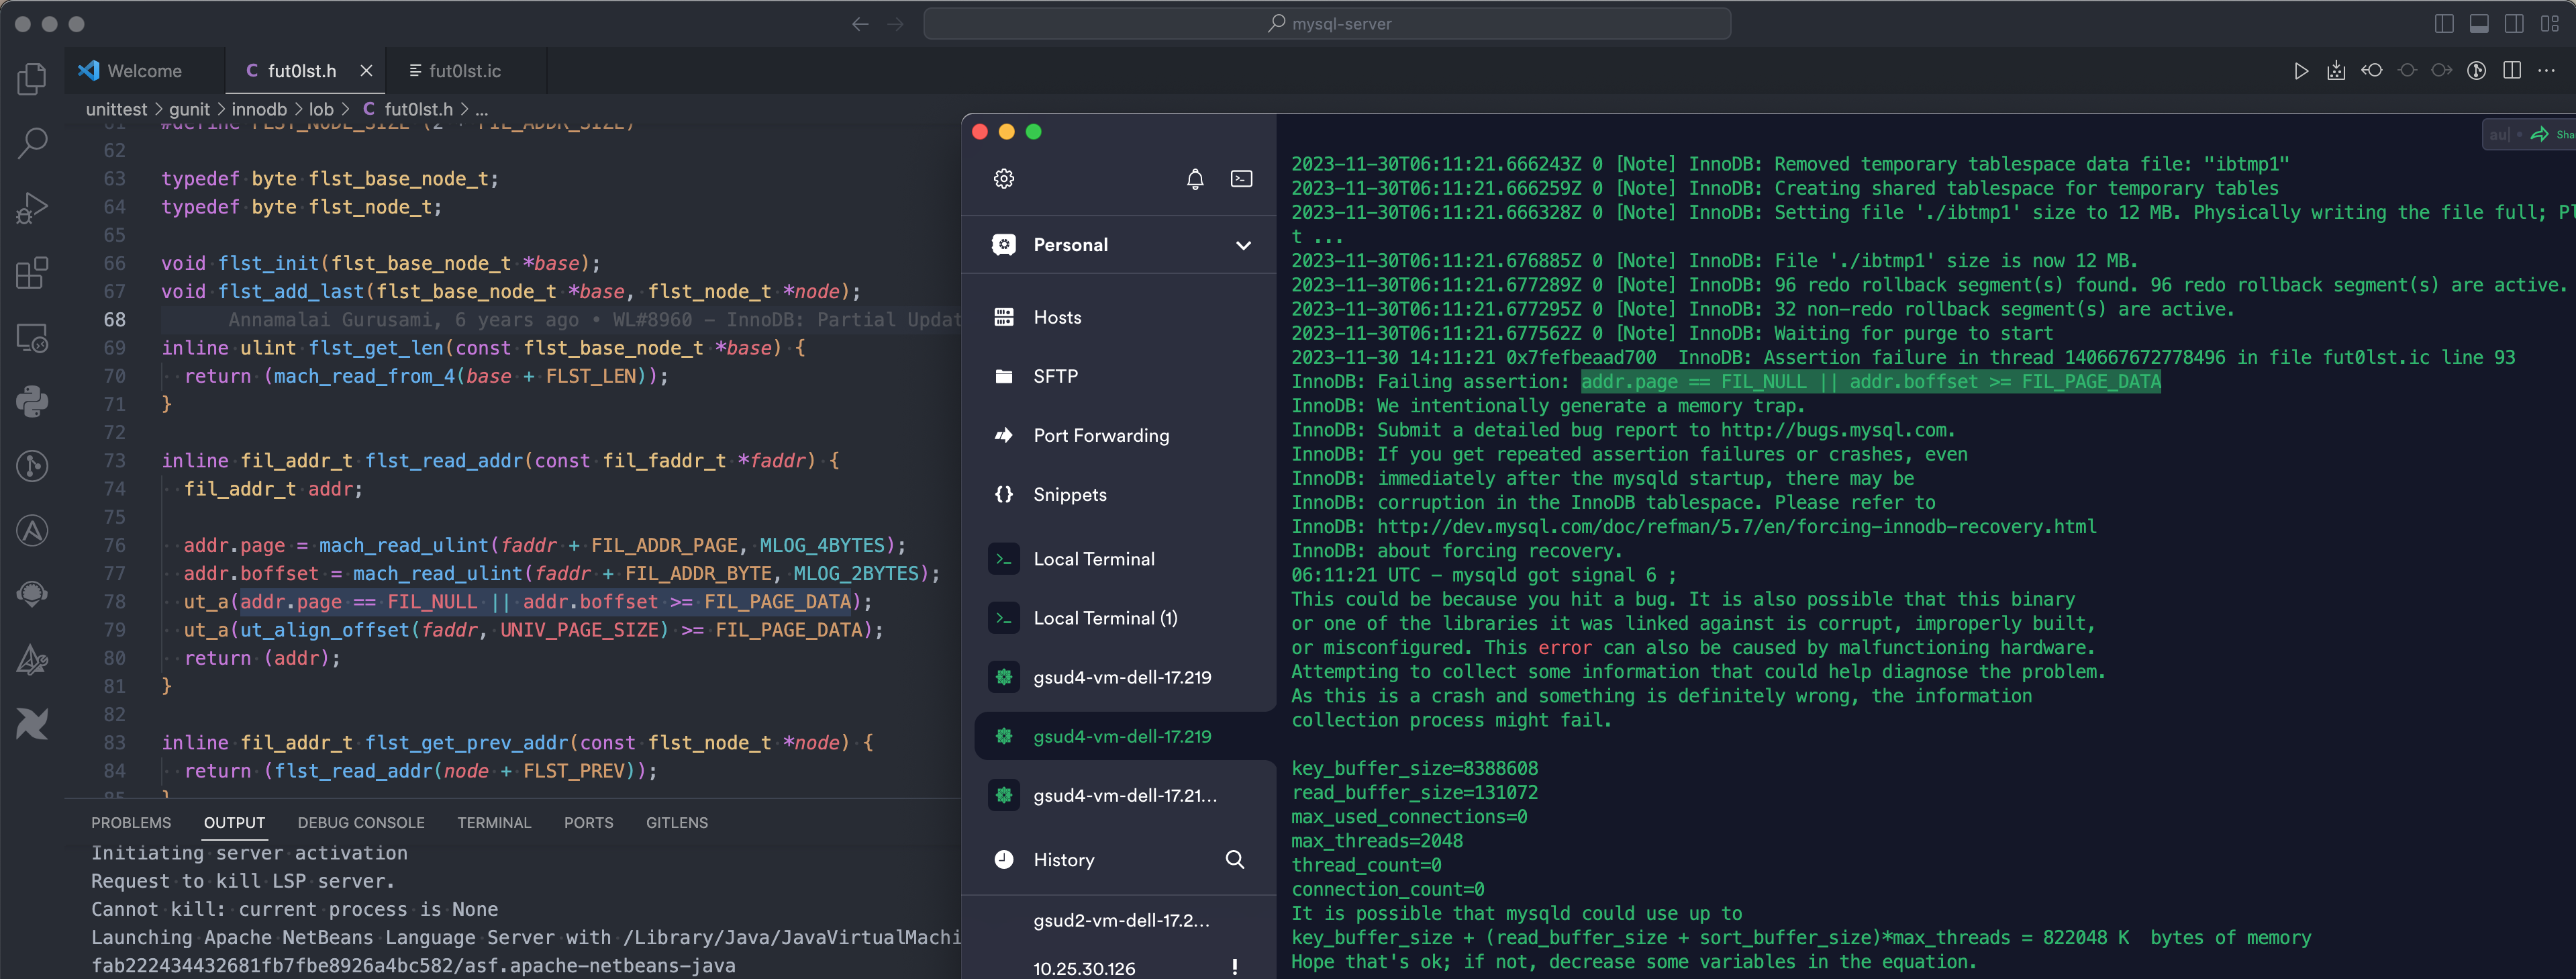 mysql-server
Welcome
C fut0lst.h
fut0lst.ic
unittest > gunit > innodb > lob > C fut0lst.h > ...
61 #define FLST_NODE_SIZE (2 * FIL_ADDR_SIZE)
62
63 typedef byte flst_base_node_t;
64 typedef byte flst_node_t;
65
66 void flst_init(flst_base_node_t *base);
67 void flst_add_last(flst_base_node_t *base, flst_node_t *node);
68 Annamalai Gurusami, 6 years ago • WL#8960 - InnoDB: Partial Updat
69 inline ulint flst_get_len(const flst_base_node_t *base) {
70 return (mach_read_from_4(base + FLST_LEN));
71 }
72
73 inline fil_addr_t flst_read_addr(const fil_faddr_t *faddr) {
74 fil_addr_t addr;
75
76 addr.page = mach_read_ulint(faddr + FIL_ADDR_PAGE, MLOG_4BYTES);
77 addr.boffset = mach_read_ulint(faddr + FIL_ADDR_BYTE, MLOG_2BYTES);
78 ut_a(addr.page == FIL_NULL || addr.boffset >= FIL_PAGE_DATA);
79 ut_a(ut_align_offset(faddr, UNIV_PAGE_SIZE) >= FIL_PAGE_DATA);
80 return (addr);
81 }
82
83 inline fil_addr_t flst_get_prev_addr(const flst_node_t *node) {
84 return (flst_read_addr(node + FLST_PREV));
85 }
PROBLEMS OUTPUT DEBUG CONSOLE TERMINAL PORTS GITLENS
Initiating server activation
Request to kill LSP server.
Cannot kill: current process is None
Launching Apache NetBeans Language Server with /Library/Java/JavaVirtualMachi
fab222434432681fb7fbe8926a4bc582/asf.apache-netbeans-java
Personal
Hosts
SFTP
Port Forwarding
Snippets
Local Terminal
Local Terminal (1)
gsud4-vm-dell-17.219
gsud4-vm-dell-17.219
gsud4-vm-dell-17.21...
History
gsud2-vm-dell-17.2...
10.25.30.126 !
au| • Sha
2023-11-30T06:11:21.666243Z 0 [Note] InnoDB: Removed temporary tablespace data file: "ibtmp1"
2023-11-30T06:11:21.666259Z 0 [Note] InnoDB: Creating shared tablespace for temporary tables
2023-11-30T06:11:21.666328Z 0 [Note] InnoDB: Setting file './ibtmp1' size to 12 MB. Physically writing the file full; Pl
t ...
2023-11-30T06:11:21.676885Z 0 [Note] InnoDB: File './ibtmp1' size is now 12 MB.
2023-11-30T06:11:21.677289Z 0 [Note] InnoDB: 96 redo rollback segment(s) found. 96 redo rollback segment(s) are active.
2023-11-30T06:11:21.677295Z 0 [Note] InnoDB: 32 non-redo rollback segment(s) are active.
2023-11-30T06:11:21.677562Z 0 [Note] InnoDB: Waiting for purge to start
2023-11-30 14:11:21 0x7fefbeaad700  InnoDB: Assertion failure in thread 140667672778496 in file fut0lst.ic line 93
InnoDB: Failing assertion: addr.page == FIL_NULL || addr.boffset >= FIL_PAGE_DATA
InnoDB: We intentionally generate a memory trap.
InnoDB: Submit a detailed bug report to http://bugs.mysql.com.
InnoDB: If you get repeated assertion failures or crashes, even
InnoDB: immediately after the mysqld startup, there may be
InnoDB: corruption in the InnoDB tablespace. Please refer to
InnoDB: http://dev.mysql.com/doc/refman/5.7/en/forcing-innodb-recovery.html
InnoDB: about forcing recovery.
06:11:21 UTC - mysqld got signal 6 ;
This could be because you hit a bug. It is also possible that this binary
or one of the libraries it was linked against is corrupt, improperly built,
or misconfigured. This error can also be caused by malfunctioning hardware.
Attempting to collect some information that could help diagnose the problem.
As this is a crash and something is definitely wrong, the information
collection process might fail.
key_buffer_size=8388608
read_buffer_size=131072
max_used_connections=0
max_threads=2048
thread_count=0
connection_count=0
It is possible that mysqld could use up to
key_buffer_size + (read_buffer_size + sort_buffer_size)*max_threads = 822048 K  bytes of memory
Hope that's ok; if not, decrease some variables in the equation.